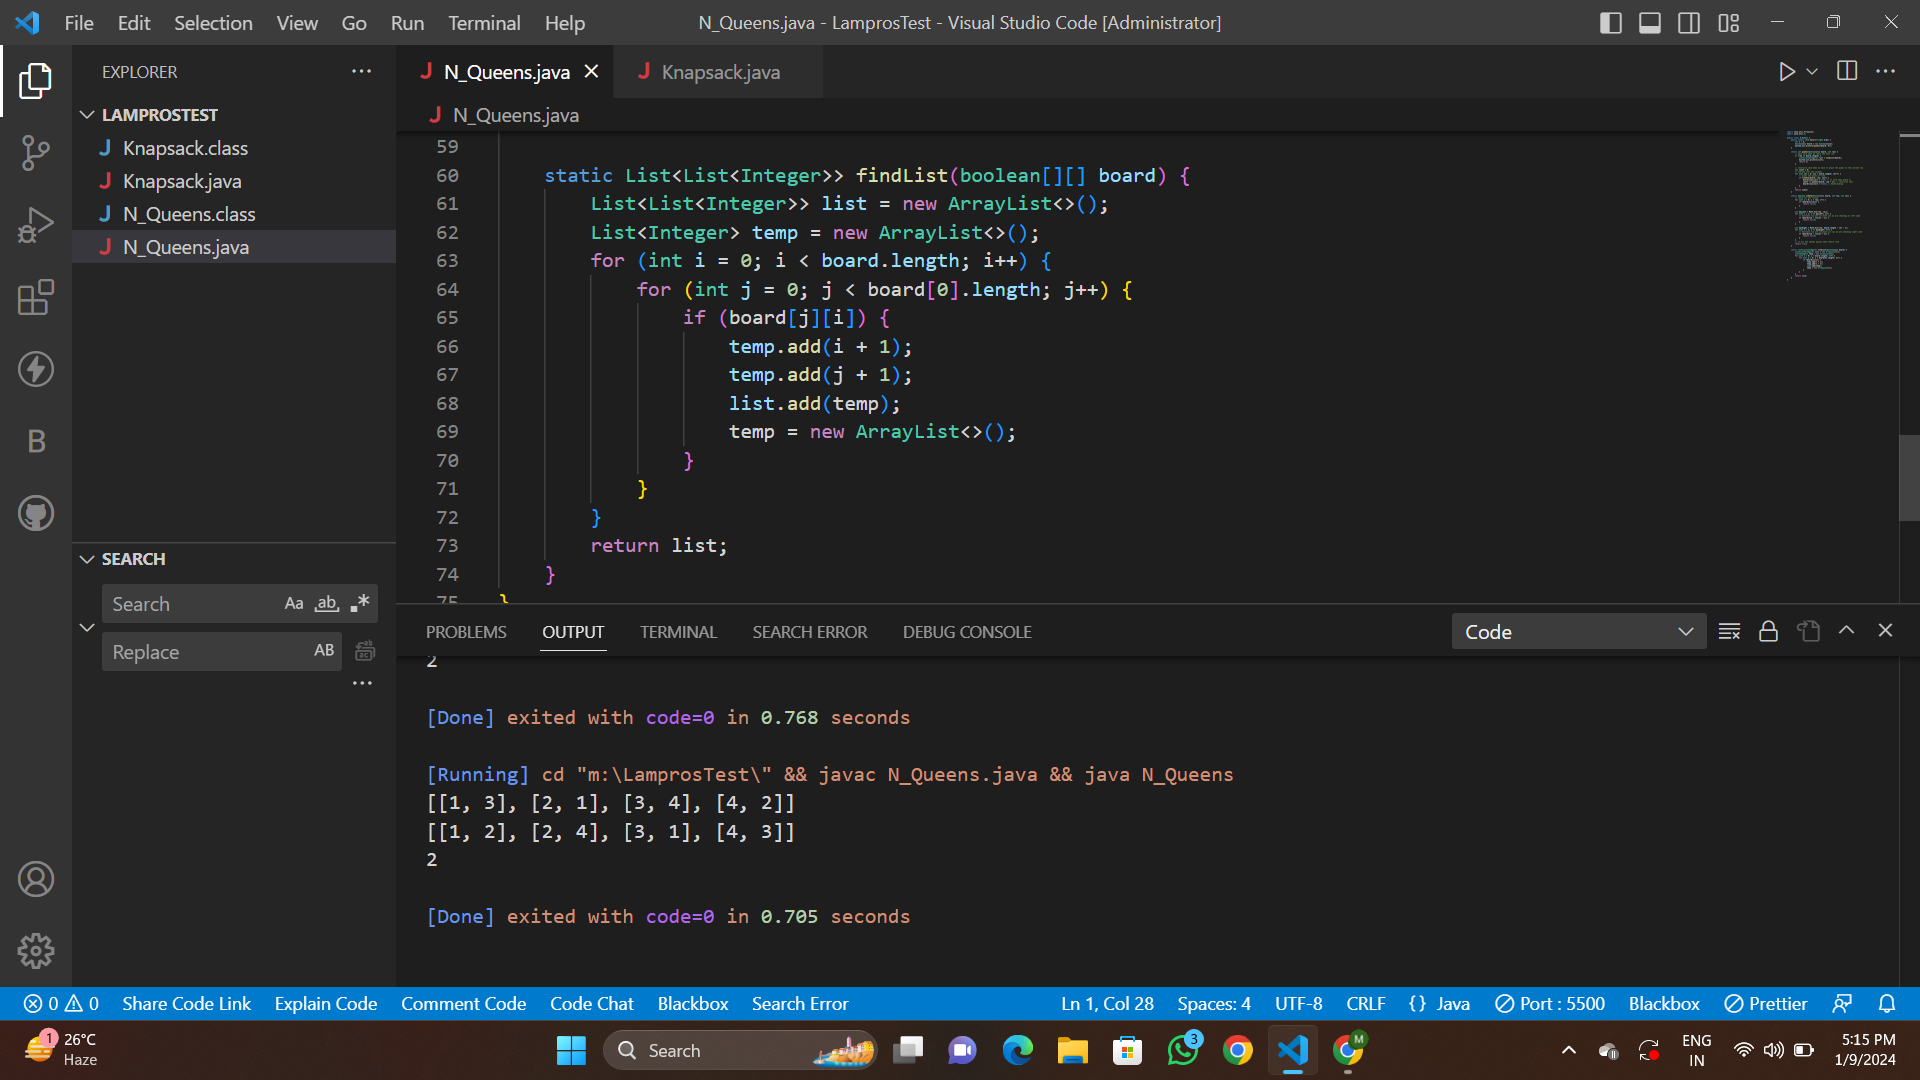 File Edit Selection View Go Run Terminal Help
N_Queens.java - LamprosTest - Visual Studio Code [Administrator]
EXPLORER
LAMPROSTEST
J Knapsack.class
J Knapsack.java
J N_Queens.class
J N_Queens.java
B
SEARCH
Search Aa ab .*
Replace AB
J N_Queens.java
J Knapsack.java
J N_Queens.java
59
60 static List<List<Integer>> findList(boolean[][] board) {
61 List<List<Integer>> list = new ArrayList<>();
62 List<Integer> temp = new ArrayList<>();
63 for (int i = 0; i < board.length; i++) {
64 for (int j = 0; j < board[0].length; j++) {
65 if (board[j][i]) {
66 temp.add(i + 1);
67 temp.add(j + 1);
68 list.add(temp);
69 temp = new ArrayList<>();
70 }
71 }
72 }
73 return list;
74 }
75 }
PROBLEMS OUTPUT TERMINAL SEARCH ERROR DEBUG CONSOLE
Code
2
[Done] exited with code=0 in 0.768 seconds
[Running] cd "m:\LamprosTest\" && javac N_Queens.java && java N_Queens
[[1, 3], [2, 1], [3, 4], [4, 2]]
[[1, 2], [2, 4], [3, 1], [4, 3]]
2
[Done] exited with code=0 in 0.705 seconds
0 0 Share Code Link Explain Code Comment Code Code Chat Blackbox Search Error
Ln 1, Col 28 Spaces: 4 UTF-8 CRLF {} Java Port : 5500 Blackbox Prettier
1
26°C
Haze
Search
3
M
ENG
IN
5:15 PM
1/9/2024